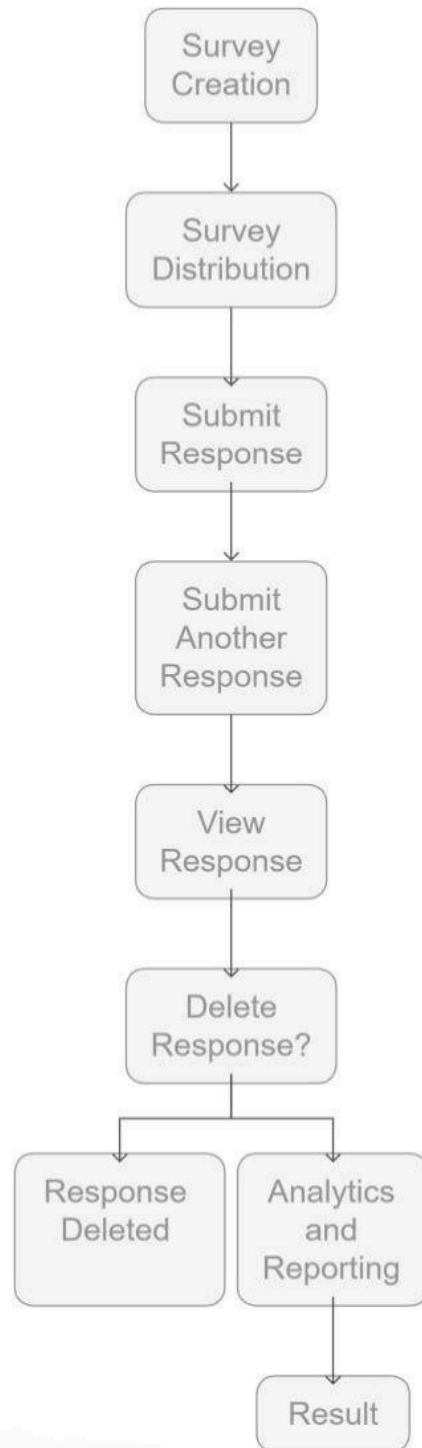 Survey
Creation
Survey
Distribution
Submit
Response
Submit
Another
Response
View
Response
Delete
Response?
Response
Deleted
Analytics
and
Reporting
Result